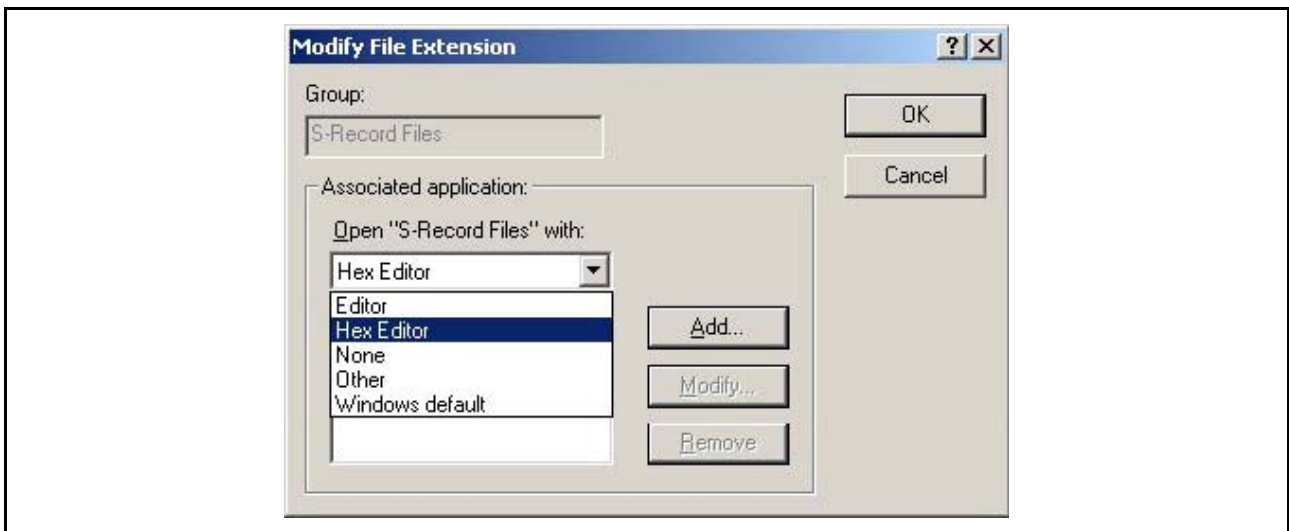 Modify File Extension
Group:
S-Record Files
OK
Cancel
Associated application:
Open "S-Record Files" with:
Hex Editor
Editor
Hex Editor
None
Other
Windows default
Add...
Modify...
Remove